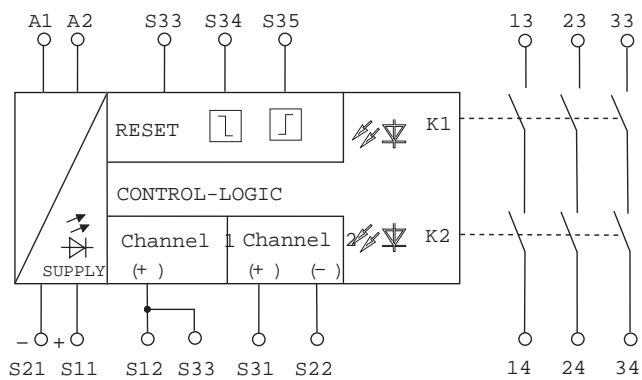 A1 A2 S33 S34 S35 13 23 33
RESET K1
CONTROL-LOGIC
Channel 1 Channel 2 K2
SUPPLY (+ ) (+ ) (- )
- +
S21 S11 S12 S33 S31 S22 14 24 34